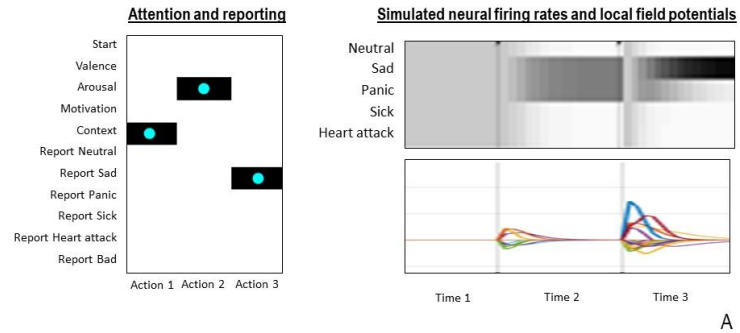 Attention and reporting
Start
Valence
Arousal
Motivation
Context
Report Neutral
Report Sad
Report Panic
Report Sick
Report Heart attack
Report Bad
Action 1 Action 2 Action 3
Simulated neural firing rates and local field potentials
Neutral
Sad
Panic
Sick
Heart attack
Time 1 Time 2 Time 3
A